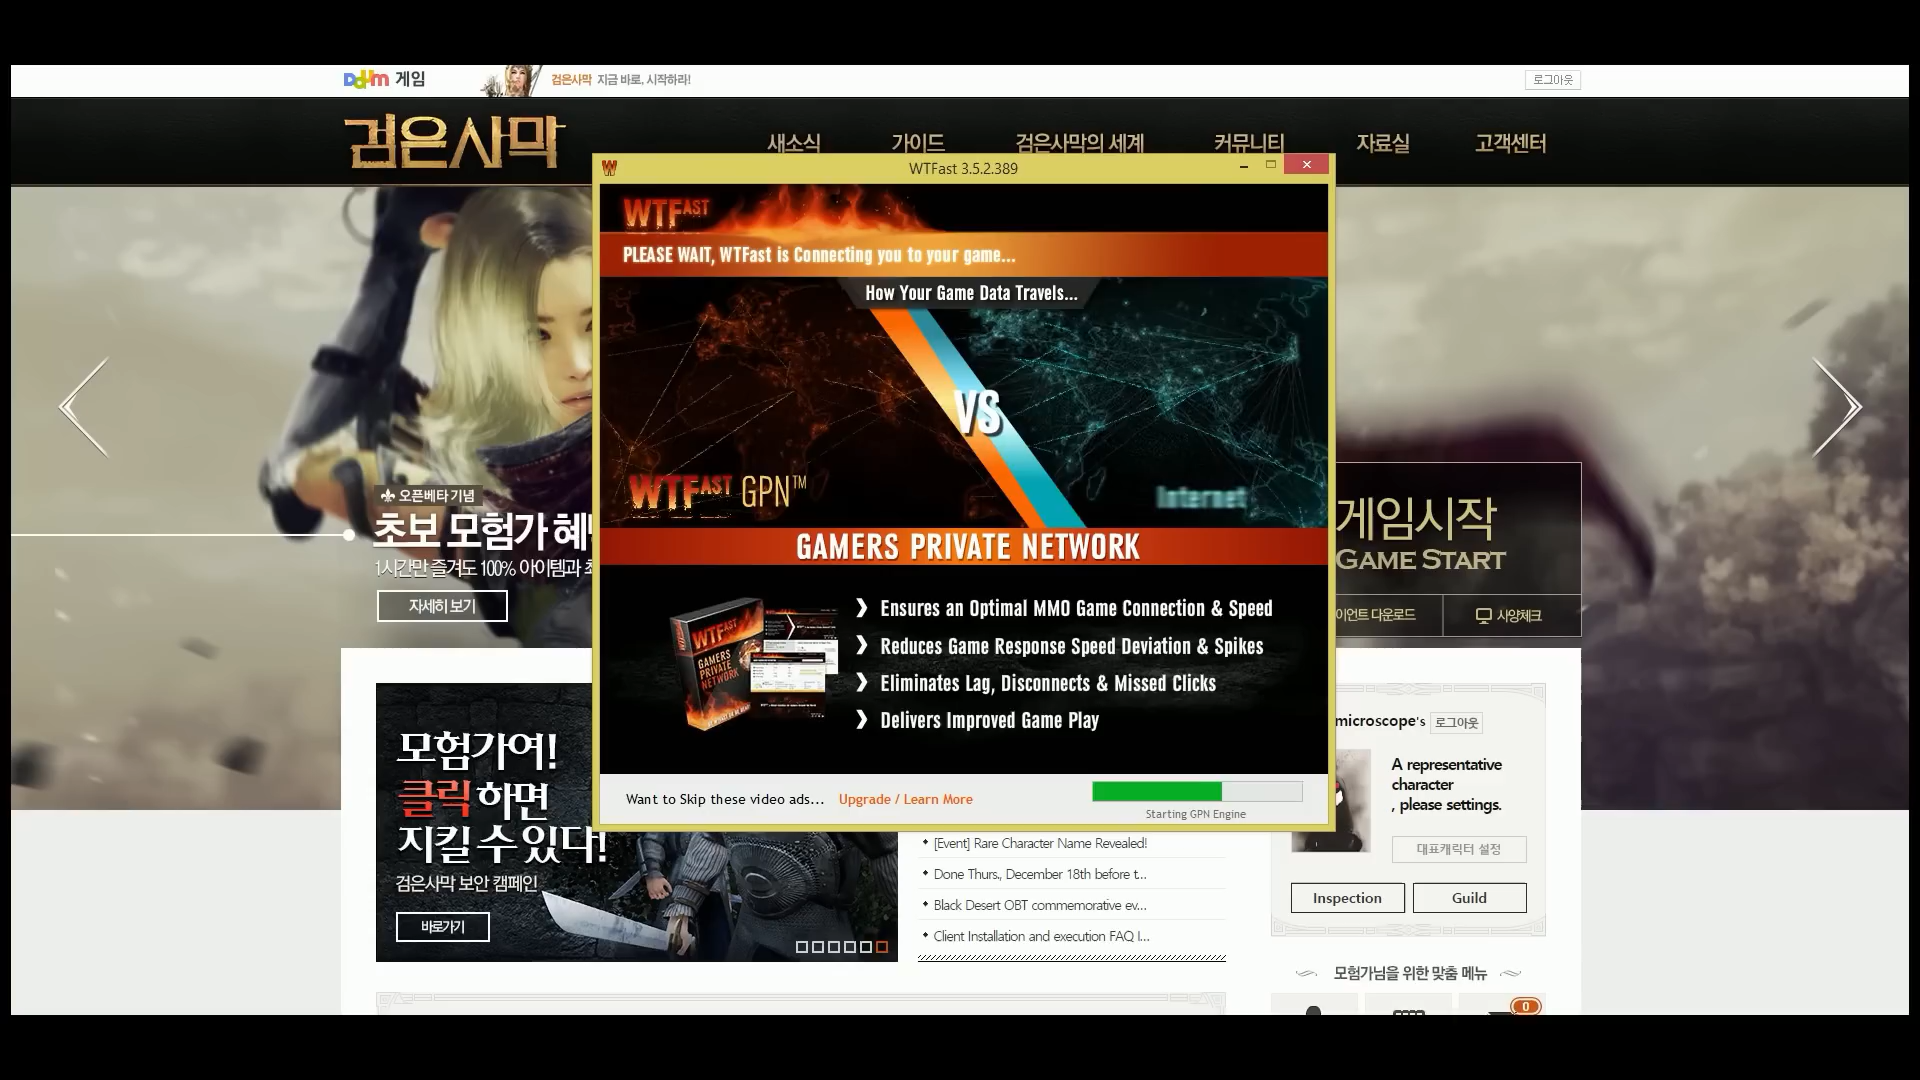 Daum 게임
검은사막 지금 바로, 시작하라!
로그아웃
검은사막
새소식 가이드 검은사막의 세계 커뮤니티 자료실 고객센터
WTFast 3.5.2.389
WTFAST
PLEASE WAIT, WTFast is Connecting you to your game...
How Your Game Data Travels...
VS
WTFAST GPN™
Internet
GAMERS PRIVATE NETWORK
WTFAST
GAMERS
PRIVATE
NETWORK
❯ Ensures an Optimal MMO Game Connection & Speed
❯ Reduces Game Response Speed Deviation & Spikes
❯ Eliminates Lag, Disconnects & Missed Clicks
❯ Delivers Improved Game Play
Want to Skip these video ads... Upgrade / Learn More
Starting GPN Engine
오픈베타 기념
초보 모험가
1시간만 즐겨도 100% 아이템과
자세히 보기
게임시작
GAME START
이언트 다운로드
사양체크
모험가여!
클릭 하면
지킬 수 있다!
검은사막 보안 캠페인
바로가기
[Event] Rare Character Name Revealed!
Done Thurs., December 18th before t...
Black Desert OBT commemorative ev...
Client Installation and execution FAQ I...
microscope's 로그아웃
A representative
character
, please settings.
대표캐릭터 설정
Inspection Guild
모험가님을 위한 맞춤 메뉴
0